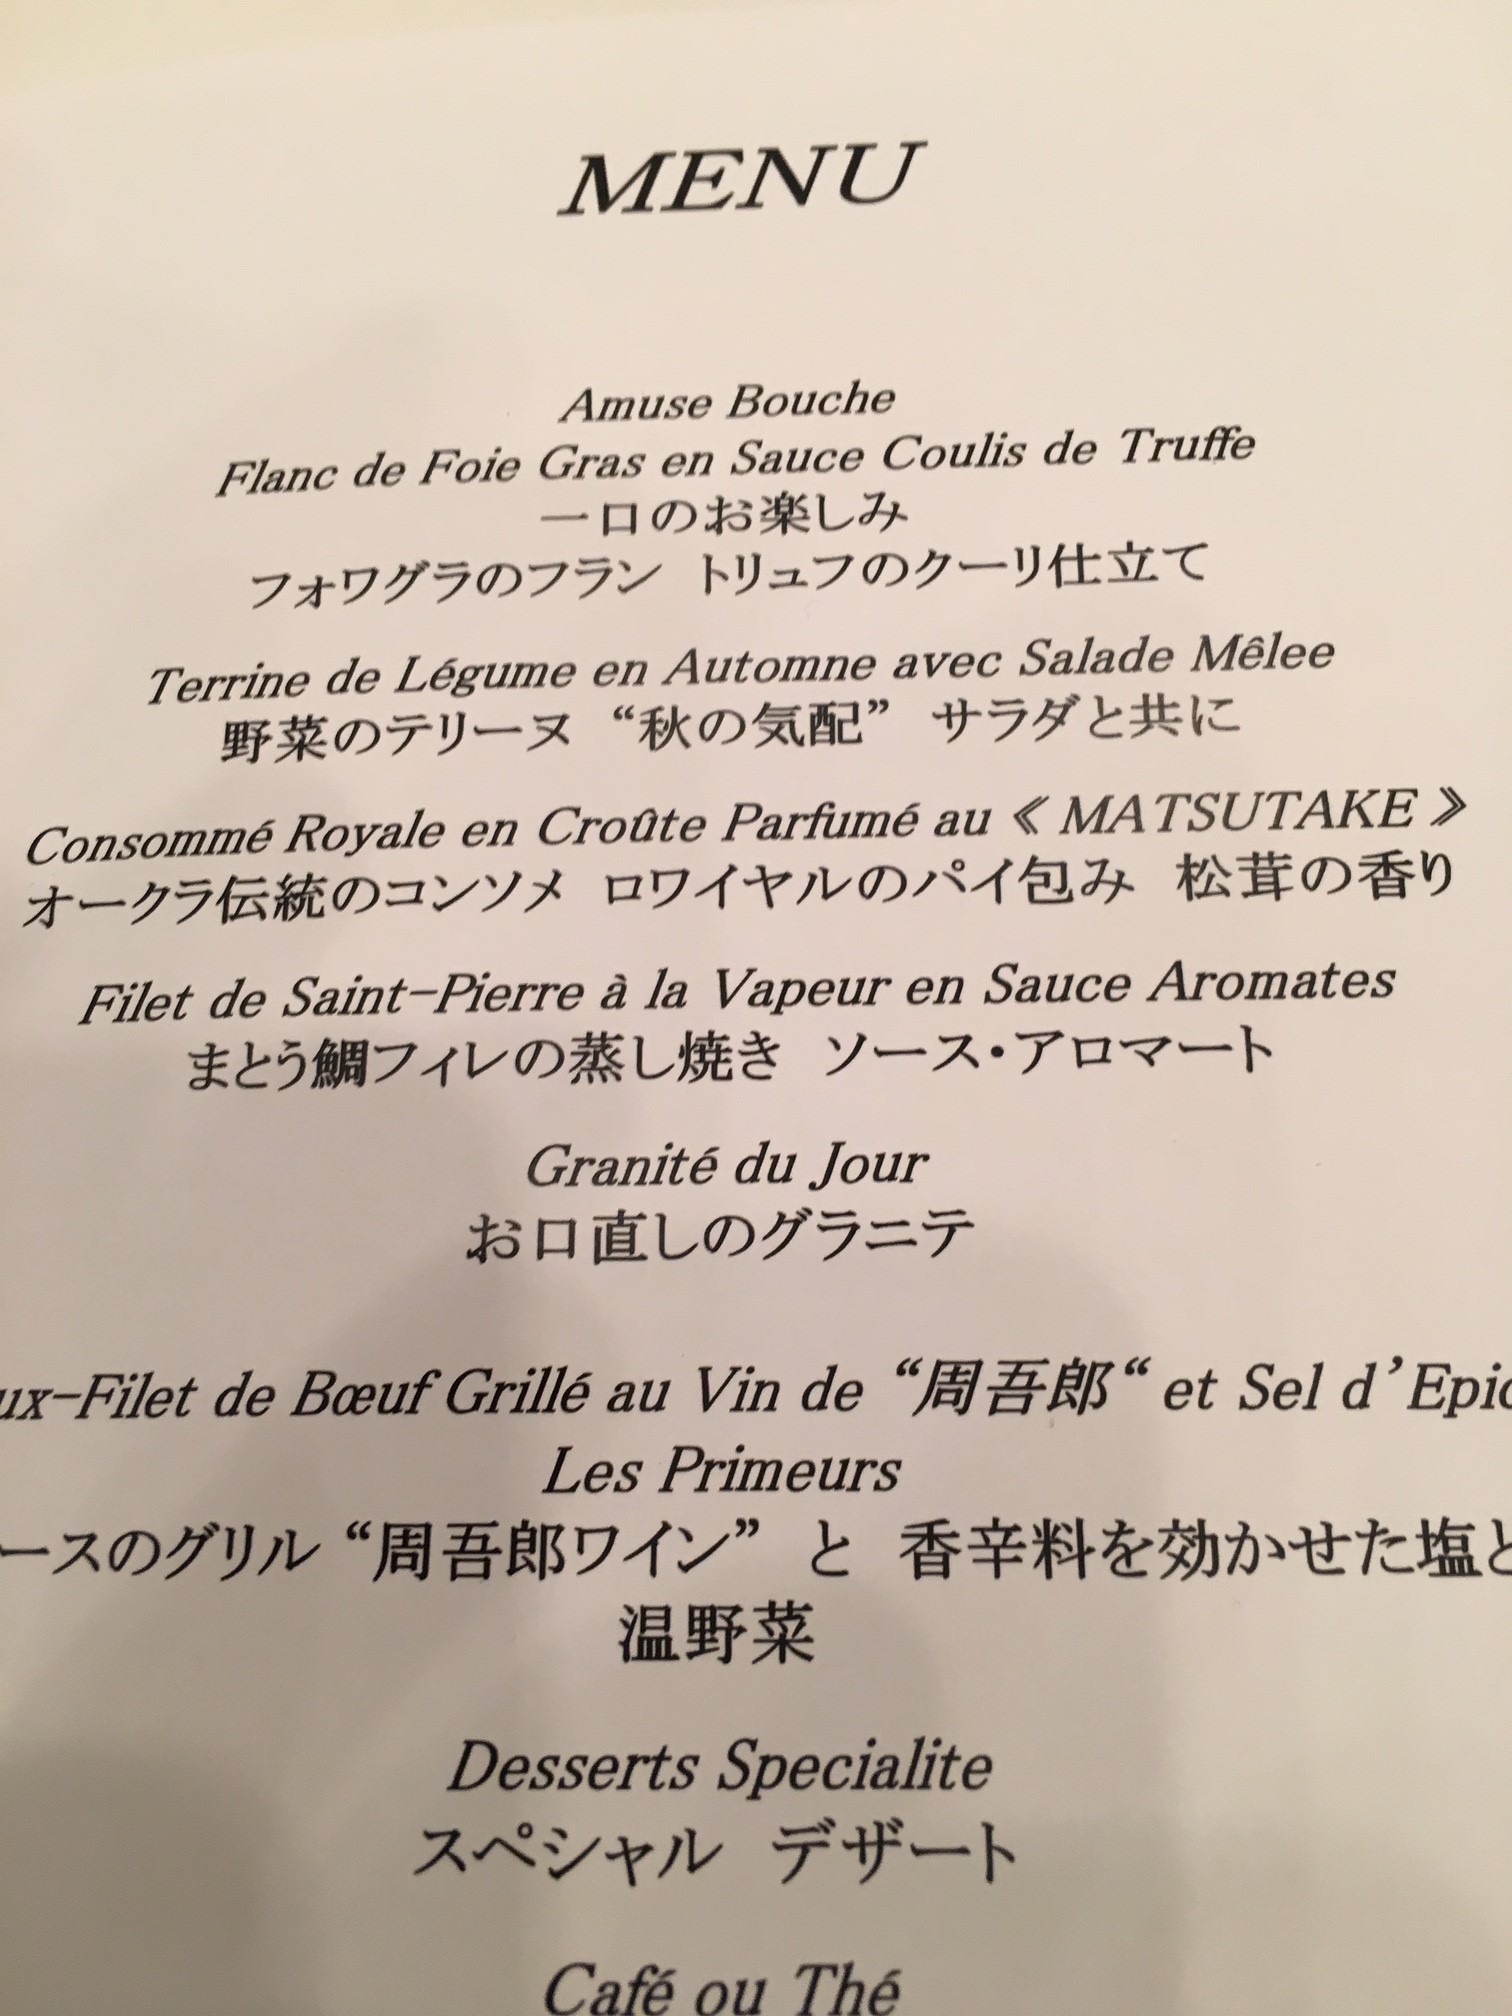 MENU
Amuse Bouche
Flanc de Foie Gras en Sauce Coulis de Truffe
一口のお楽しみ
フォワグラのフラン トリュフのクーリ仕立て
Terrine de Légume en Automne avec Salade Mêlee
野菜のテリーヌ “秋の気配” サラダと共に
Consommé Royale en Croûte Parfumé au 《 MATSUTAKE 》
オークラ伝統のコンソメ ロワイヤルのパイ包み 松茸の香り
Filet de Saint-Pierre à la Vapeur en Sauce Aromates
まとう鯛フィレの蒸し焼き ソース・アロマート
Granité du Jour
お口直しのグラニテ
ux-Filet de Bœuf Grillé au Vin de “周吾郎“ et Sel d’Epic
Les Primeurs
ースのグリル “周吾郎ワイン” と 香辛料を効かせた塩と
温野菜
Desserts Specialite
スペシャル デザート
Café ou Thé